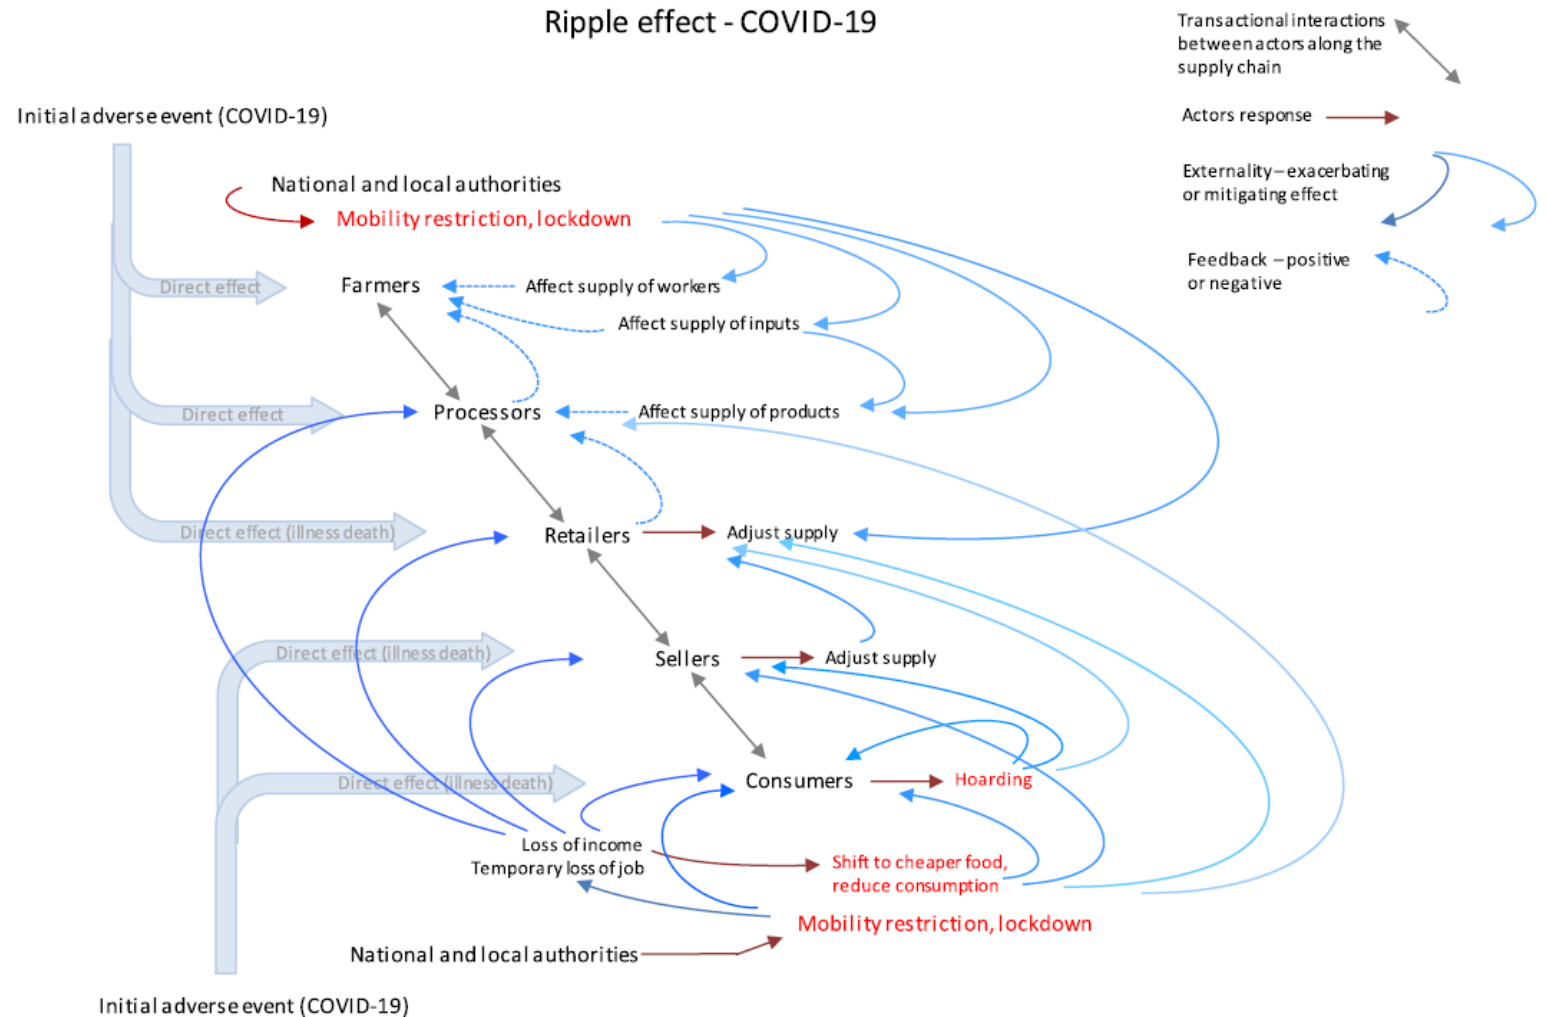 Ripple effect - COVID-19
Transactional interactions
between actors along the
supply chain
Initial adverse event (COVID-19)
Actors response
National and local authorities
Mobility restriction, lockdown
Externality – exacerbating
or mitigating effect
Direct effect
Farmers
Affect supply of workers
Feedback – positive
or negative
Affect supply of inputs
Direct effect
Processors
Affect supply of products
Direct effect (illness death)
Retailers
Adjust supply
Direct effect (illness death)
Sellers
Adjust supply
Direct effect (illness death)
Consumers
Hoarding
Loss of income
Temporary loss of job
Shift to cheaper food,
reduce consumption
Mobility restriction, lockdown
National and local authorities
Initial adverse event (COVID-19)